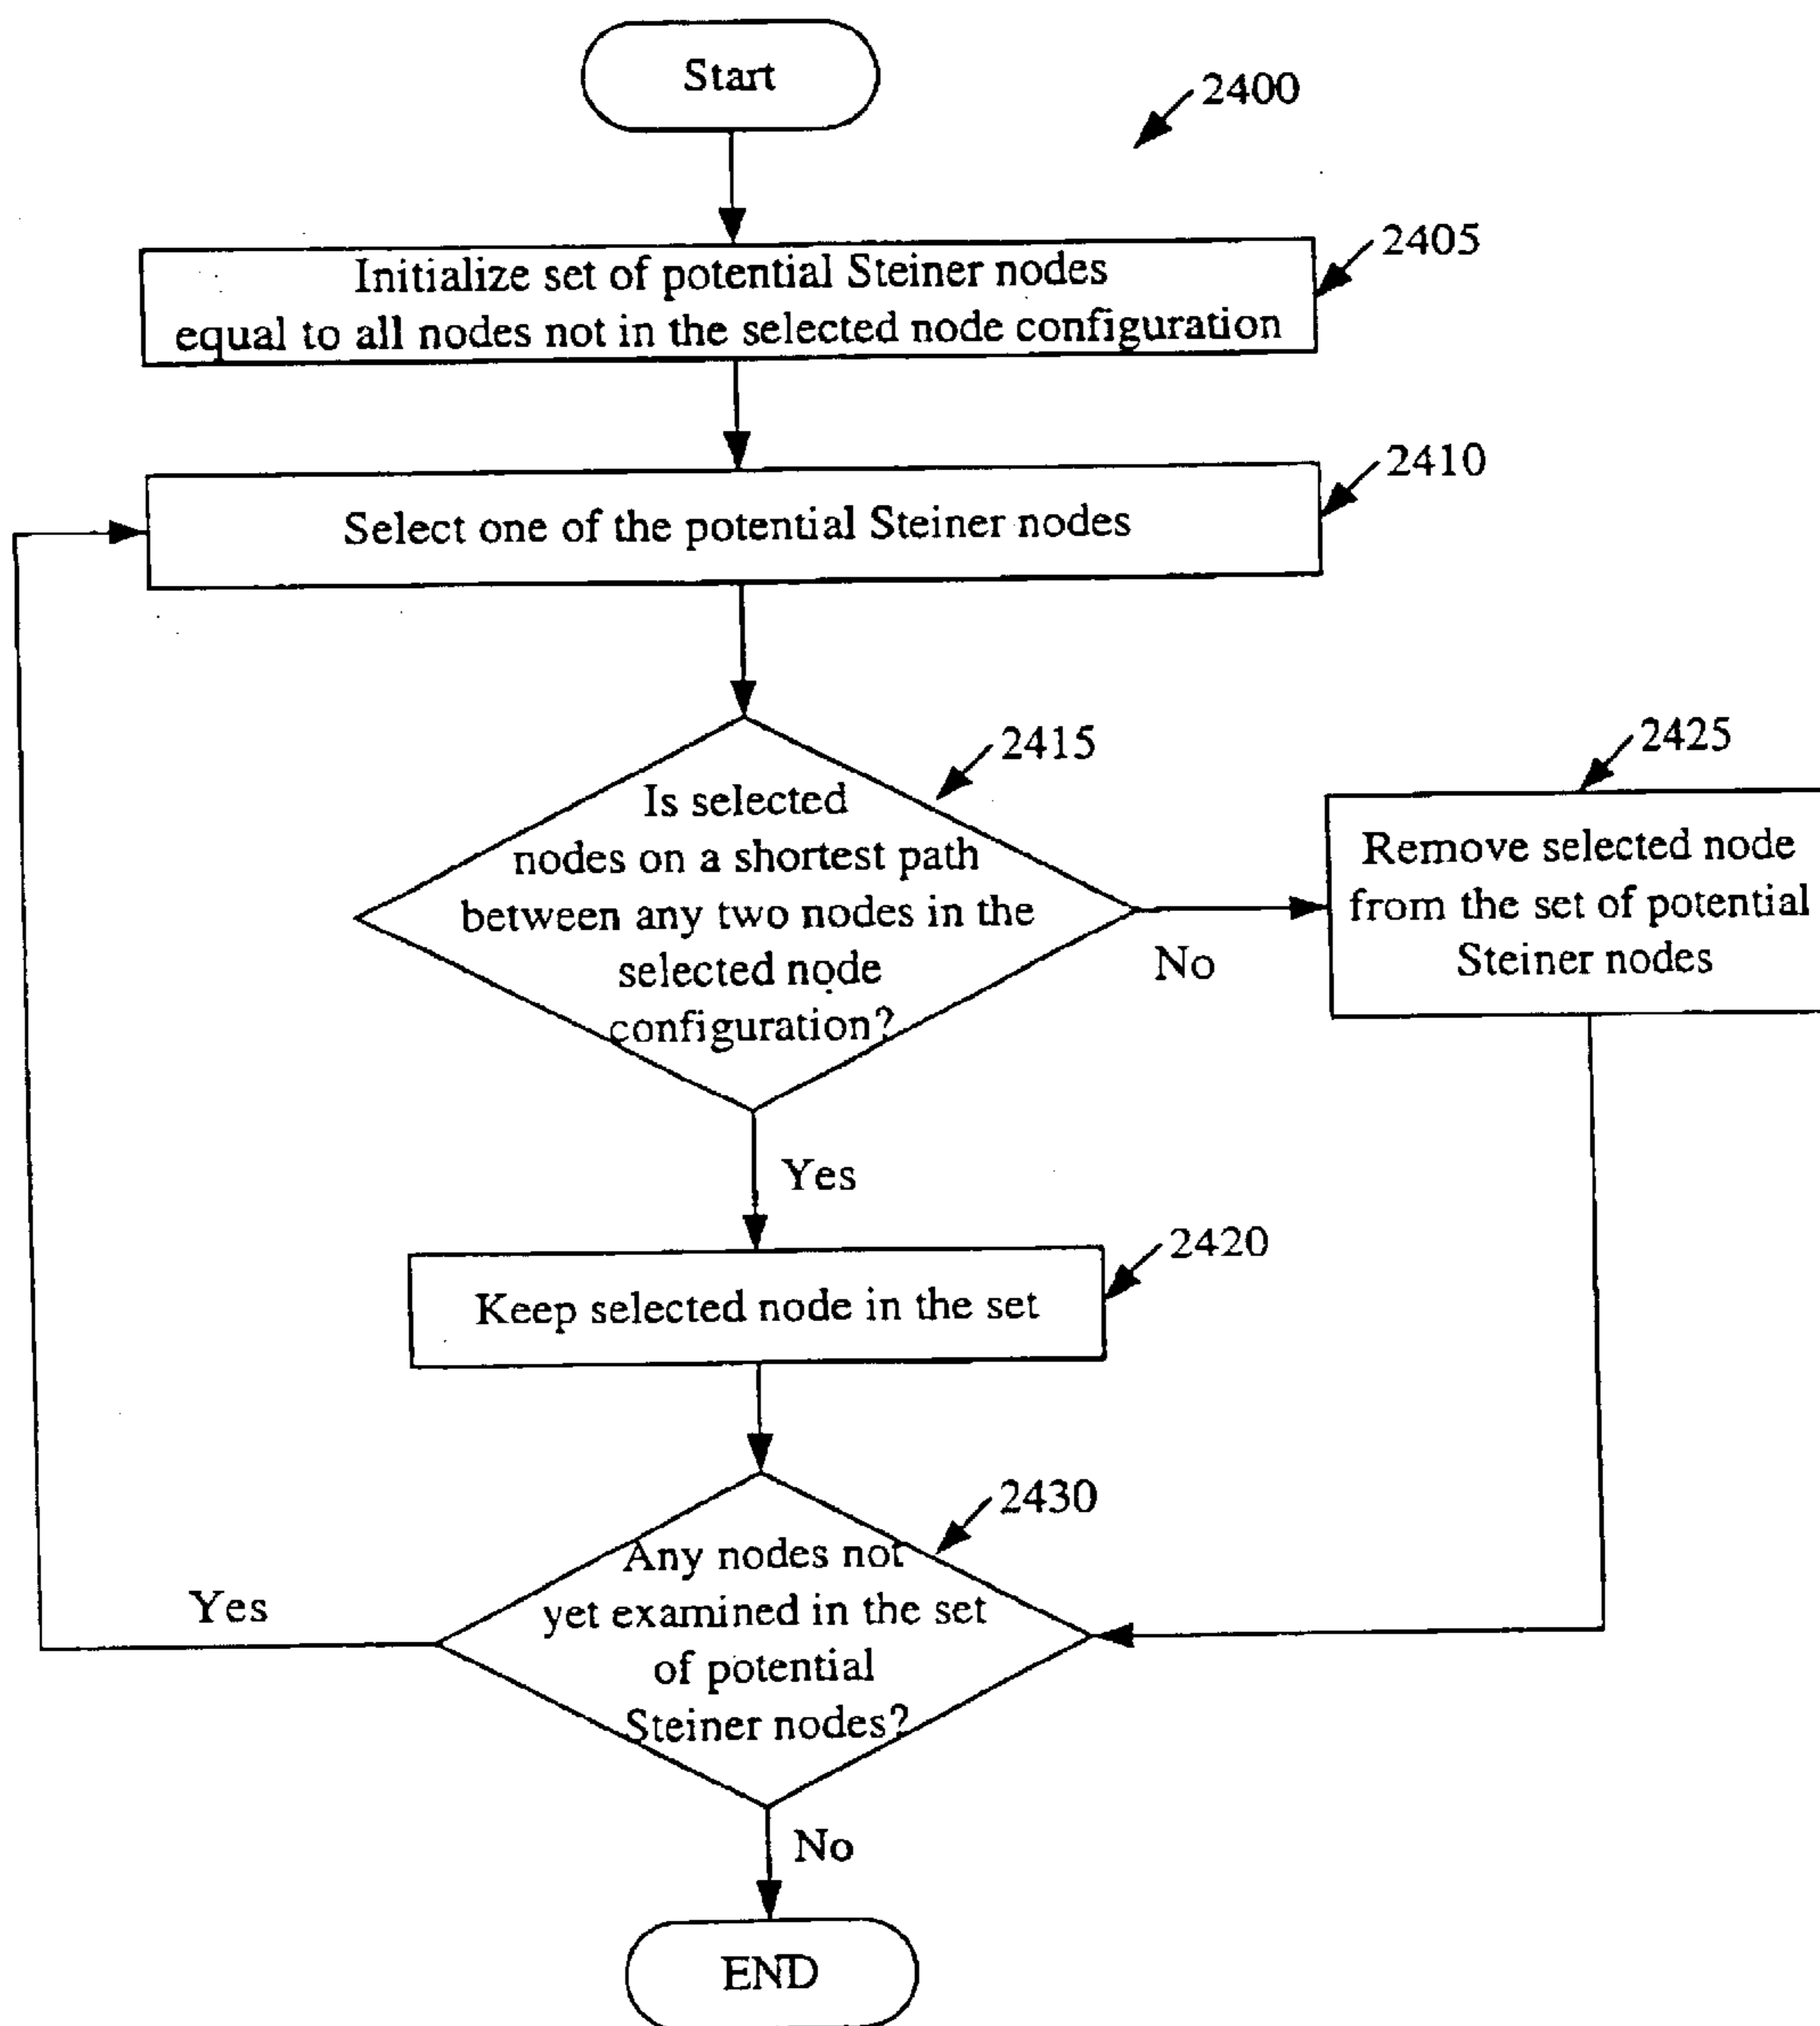 Start
2400
2405
Initialize set of potential Steiner nodes
equal to all nodes not in the selected node configuration
2410
Select one of the potential Steiner nodes
2415
Is selected
nodes on a shortest path
between any two nodes in the
selected node
configuration?
No
2425
Remove selected node
from the set of potential
Steiner nodes
Yes
2420
Keep selected node in the set
2430
Any nodes not
yet examined in the set
of potential
Steiner nodes?
Yes
No
END